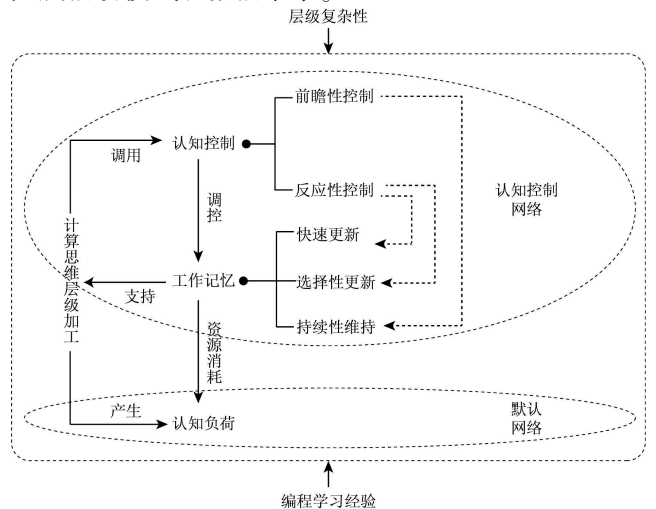 层级复杂性
前瞻性控制
调用
认知控制
反应性控制
认知控制
网络
调控
快速更新
计算思维层级加工
支持
工作记忆
选择性更新
持续性维持
资源消耗
产生
认知负荷
默认
网络
编程学习经验